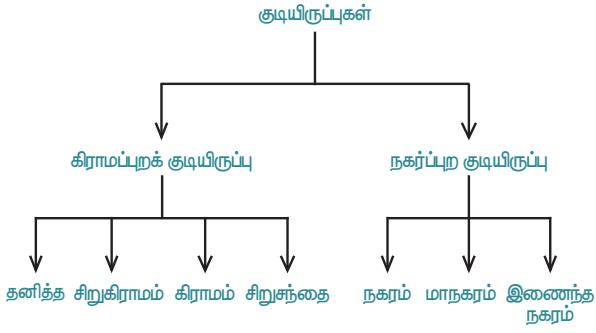 குடியிருப்புகள்
கிராமப்புறக் குடியிருப்பு நகர்ப்புற குடியிருப்பு
தனித்த சிறுகிராமம் கிராமம் சிறுசந்தை நகரம் மாநகரம் இணைந்த
நகரம்